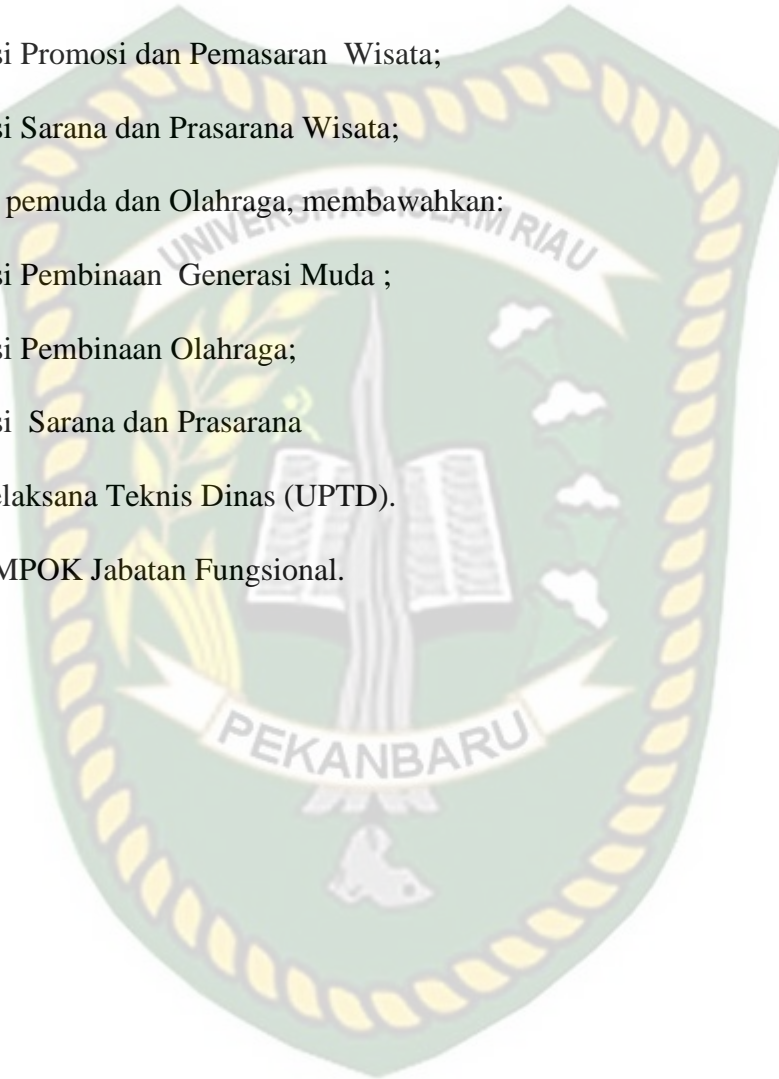 si Promosi dan Pemasaran Wisata;
si Sarana dan Prasarana Wisata;
pemuda dan Olahraga, membawahkan:
UNIVERSITAS ISLAM RIAU
si Pembinaan Generasi Muda ;
si Pembinaan Olahraga;
si Sarana dan Prasarana
elaksana Teknis Dinas (UPTD).
MPOK Jabatan Fungsional.
PEKANBARU